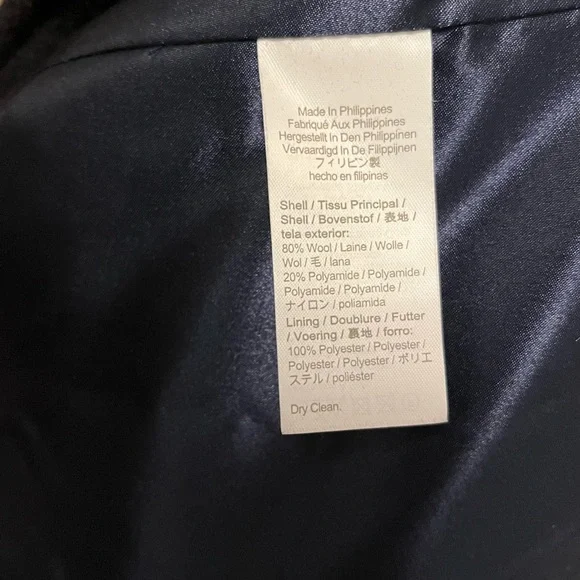 Made In Philippines
Fabriqué Aux Philippines
Hergestellt In Den Philippinen
Vervaardigd In De Filippijnen
フィリピン製
hecho en filipinas
Shell / Tissu Principal /
Shell / Bovenstof / 表地 /
tela exterior:
80% Wool / Laine / Wolle /
Wol / 毛 / lana
20% Polyamide / Polyamide /
Polyamide / Polyamide /
ナイロン / poliamida
Lining / Doublure / Futter
/ Voering / 裏地 / forro:
100% Polyester / Polyester /
Polyester / Polyester / ポリエ
ステル / poliéster
Dry Clean.